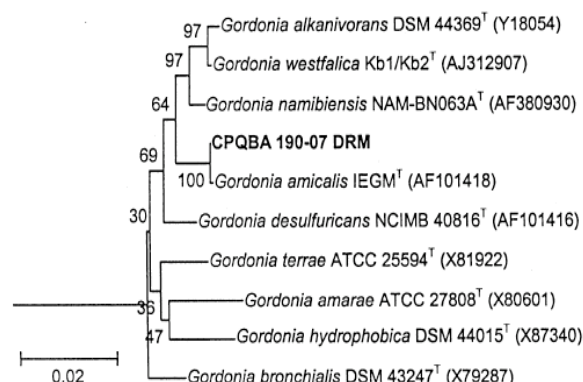 97
Gordonia alkanivorans DSM 44369T (Y18054)
97
Gordonia westfalica Kb1/Kb2T (AJ312907)
64
Gordonia namibiensis NAM-BN063AT (AF380930)
69
CPQBA 190-07 DRM
100
Gordonia amicalis IEGMT (AF101418)
30
Gordonia desulfuricans NCIMB 40816T (AF101416)
Gordonia terrae ATCC 25594T (X81922)
36
Gordonia amarae ATCC 27808T (X80601)
47
Gordonia hydrophobica DSM 44015T (X87340)
0.02
Gordonia bronchialis DSM 43247T (X79287)